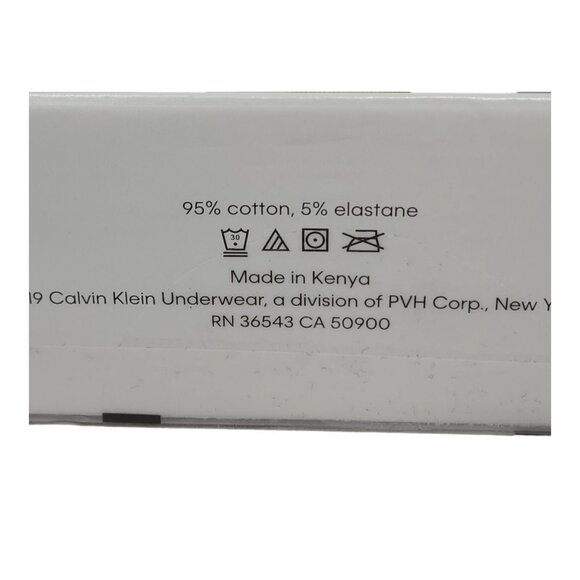 95% cotton, 5% elastane
30
Made in Kenya
19 Calvin Klein Underwear, a division of PVH Corp., New Y
RN 36543 CA 50900